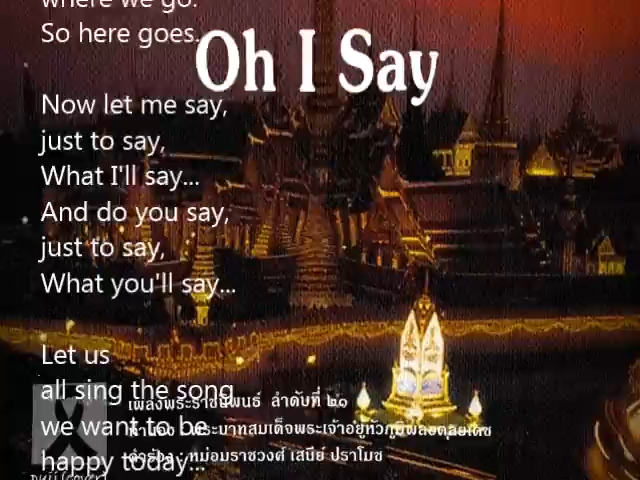 where we go.
So here goes.
Oh I Say
Now let me say,
just to say,
What I'll say...
And do you say,
just to say,
What you'll say...
Let us
all sing the song
เพลงพระราชนิพนธ์ ลำดับที่ ๒๑
we want to be
ทำนอง : พระบาทสมเด็จพระเจ้าอยู่หัวภูมิพลอดุลยเดช
happy today...
คำร้อง : หม่อมราชวงศ์ เสนีย์ ปราโมช